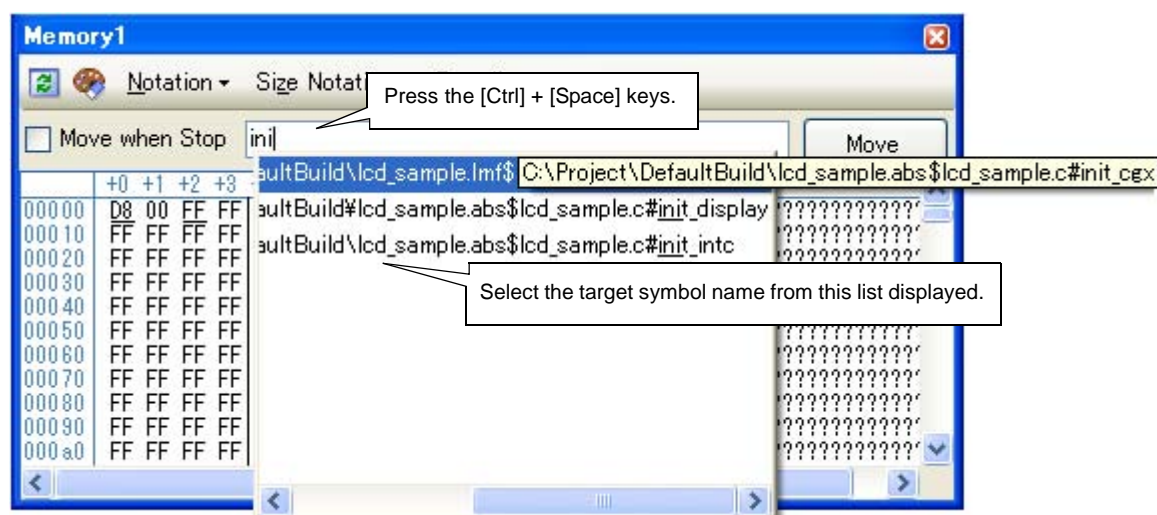 Memory1
Notation Size Notati
Press the [Ctrl] + [Space] keys.
Move when Stop ini Move
aultBuild\lcd_sample.lmf$ C:\Project\DefaultBuild\lcd_sample.abs$lcd_sample.c#init_cgx
+0 +1 +2 +3
00000 D8 00 FF FF aultBuild¥lcd_sample.abs$lcd_sample.c#init_display ????????????
00010 FF FF FF FF ????????????
00020 FF FF FF FF aultBuild\lcd_sample.abs$lcd_sample.c#init_intc ????????????
00030 FF FF FF FF
Select the target symbol name from this list displayed.
00040 FF FF FF FF
00050 FF FF FF FF ????????????
00060 FF FF FF FF ????????????
00070 FF FF FF FF ????????????
00080 FF FF FF FF ????????????
00090 FF FF FF FF ????????????
000a0 FF FF FF FF ????????????